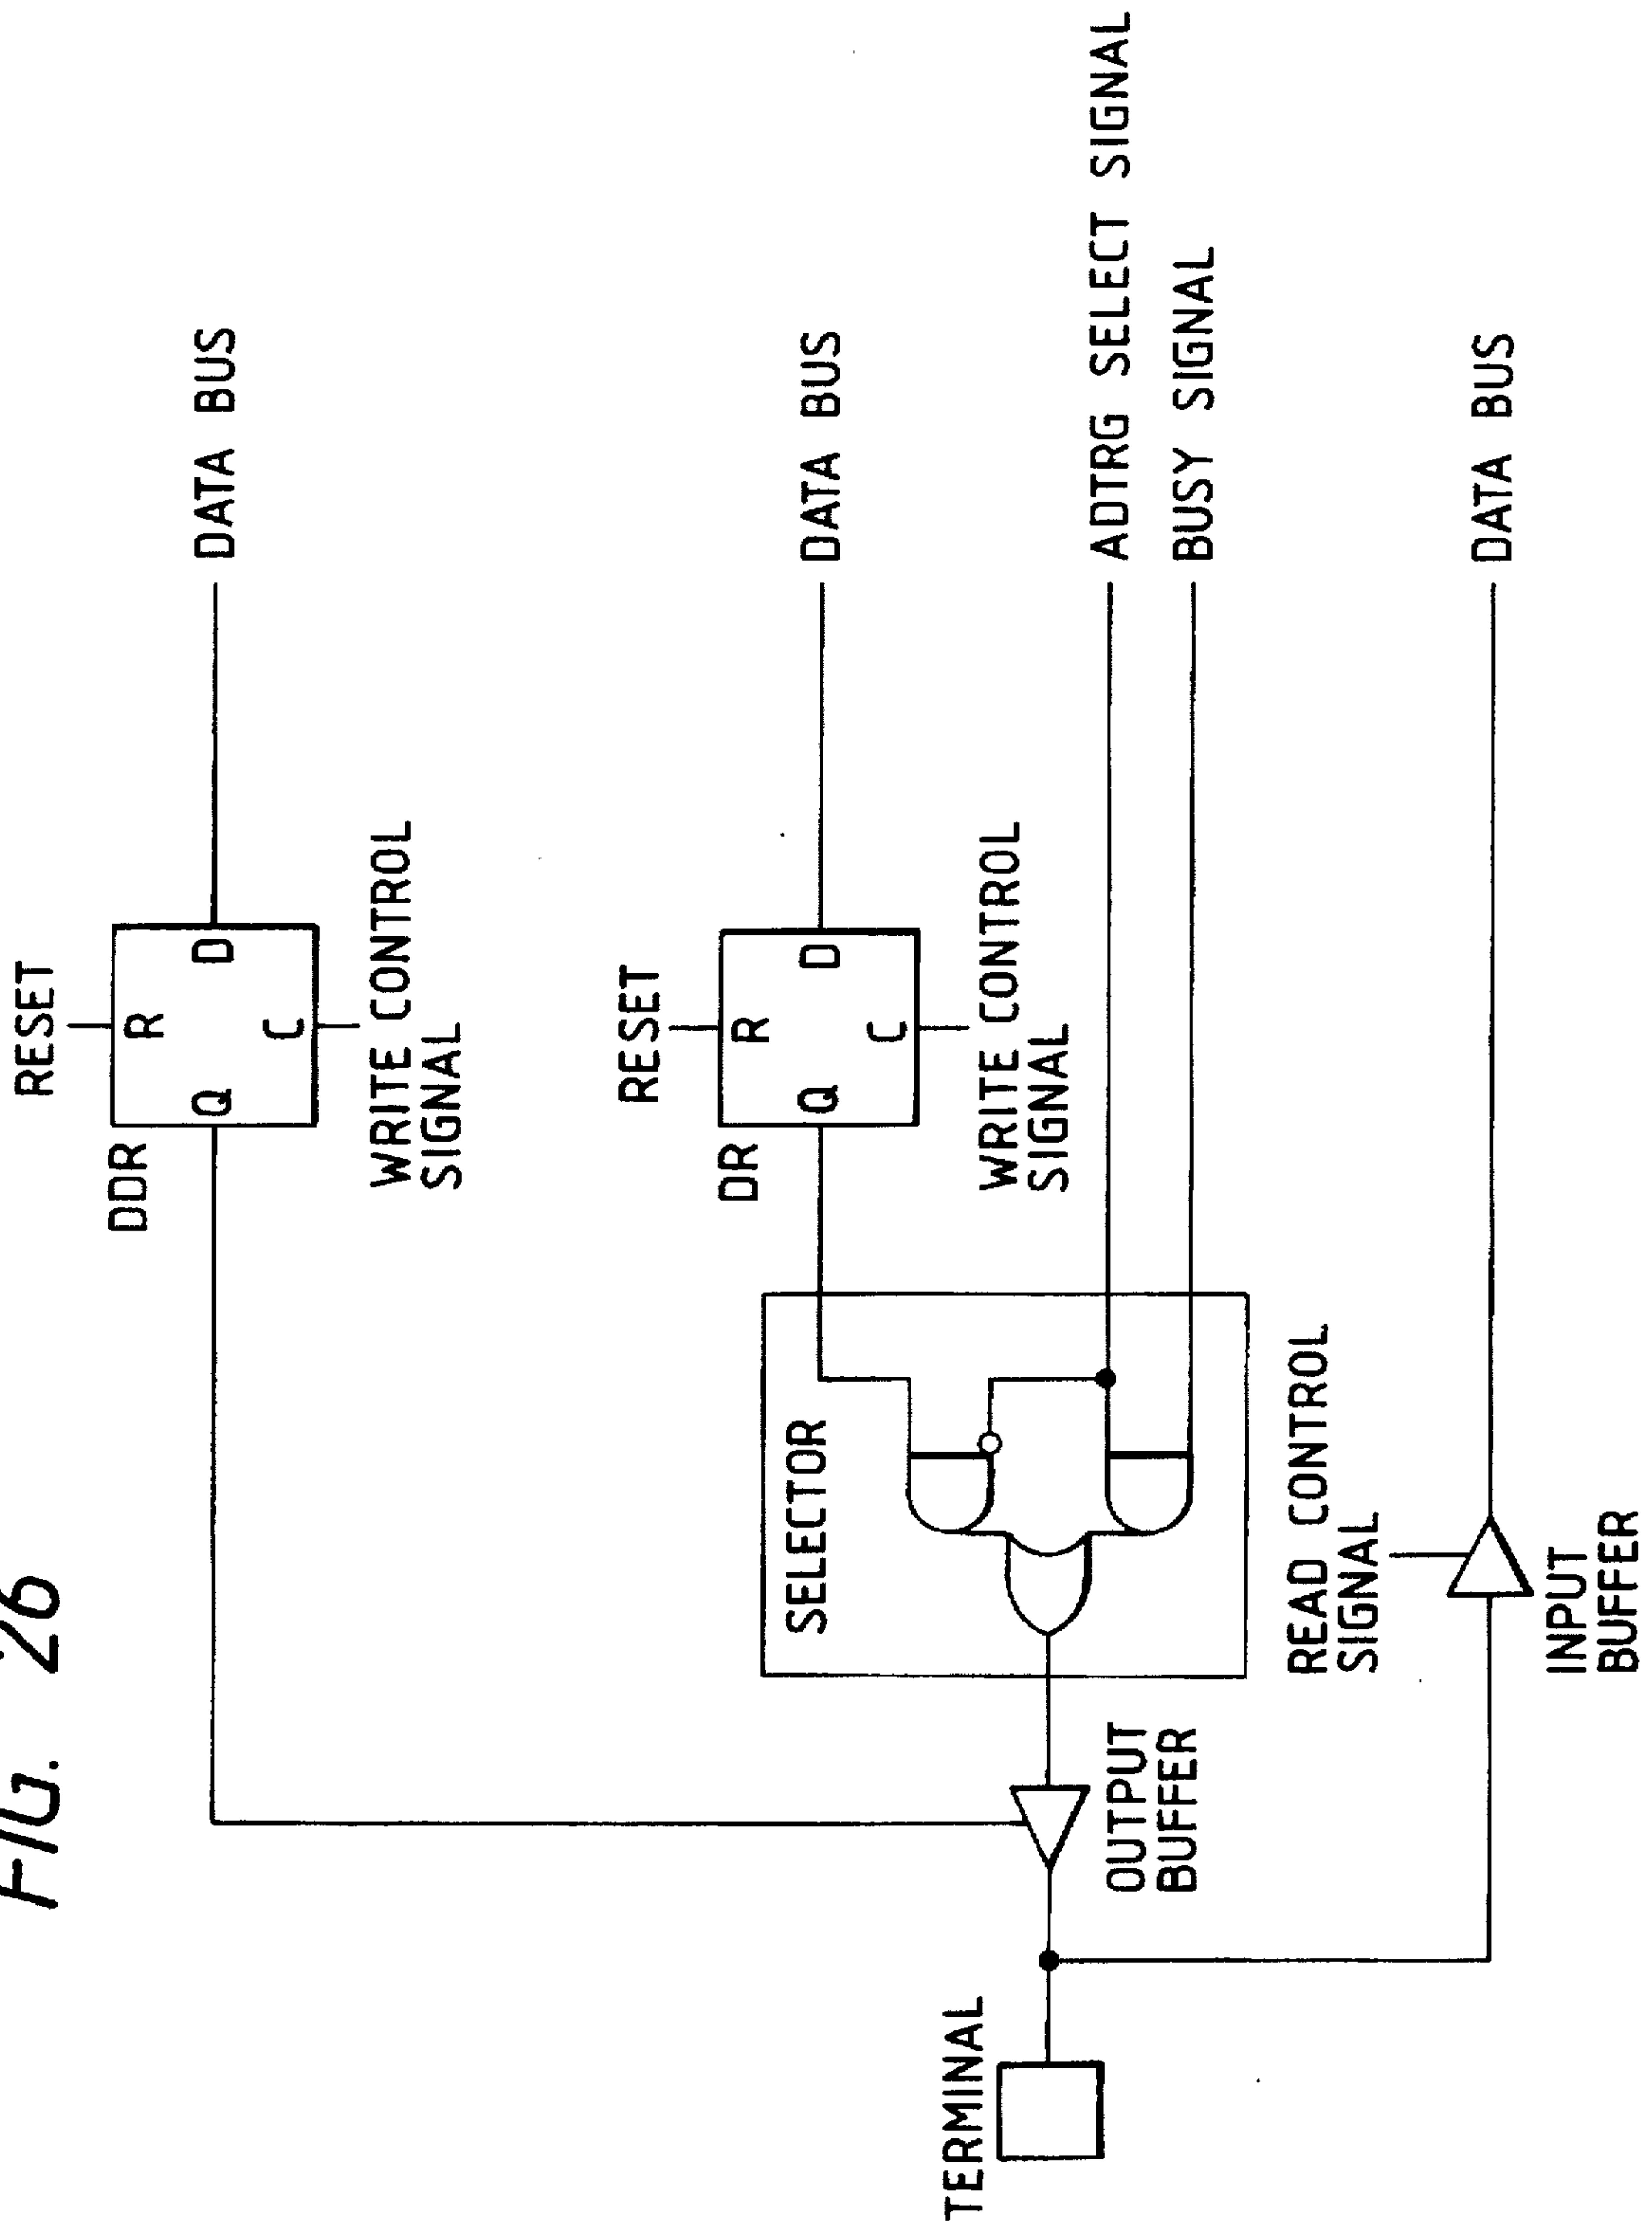 FIG. 26
RESET
DDR
Q
R
D
C
DATA BUS
WRITE CONTROL
SIGNAL
RESET
DR
Q
R
D
C
DATA BUS
WRITE CONTROL
SIGNAL
SELECTOR
ADTRG SELECT SIGNAL
BUSY SIGNAL
TERMINAL
OUTPUT
BUFFER
READ CONTROL
SIGNAL
DATA BUS
INPUT
BUFFER